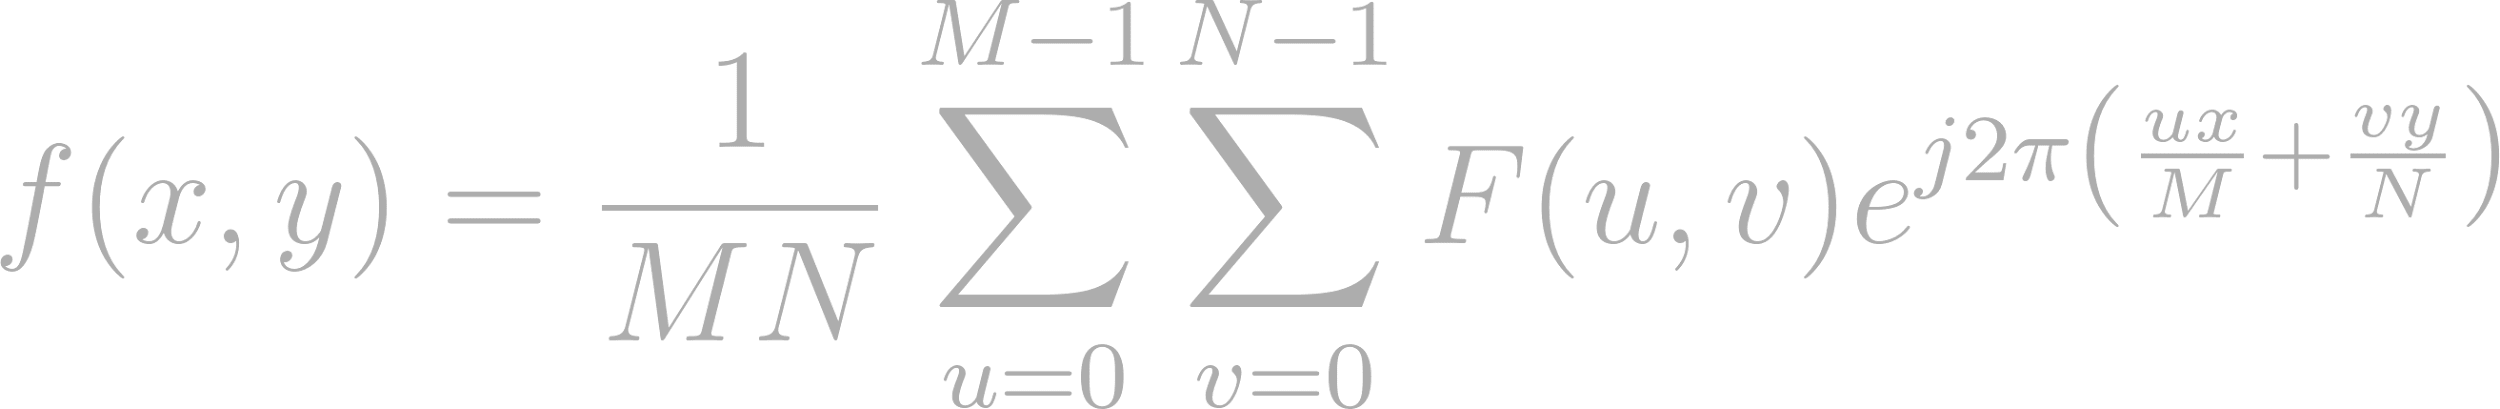 f(x, y) = \frac{1}{MN} \sum_{u=0}^{M-1} \sum_{v=0}^{N-1} F(u, v) e^{j2\pi \left( \frac{ux}{M} + \frac{vy}{N} \right)}